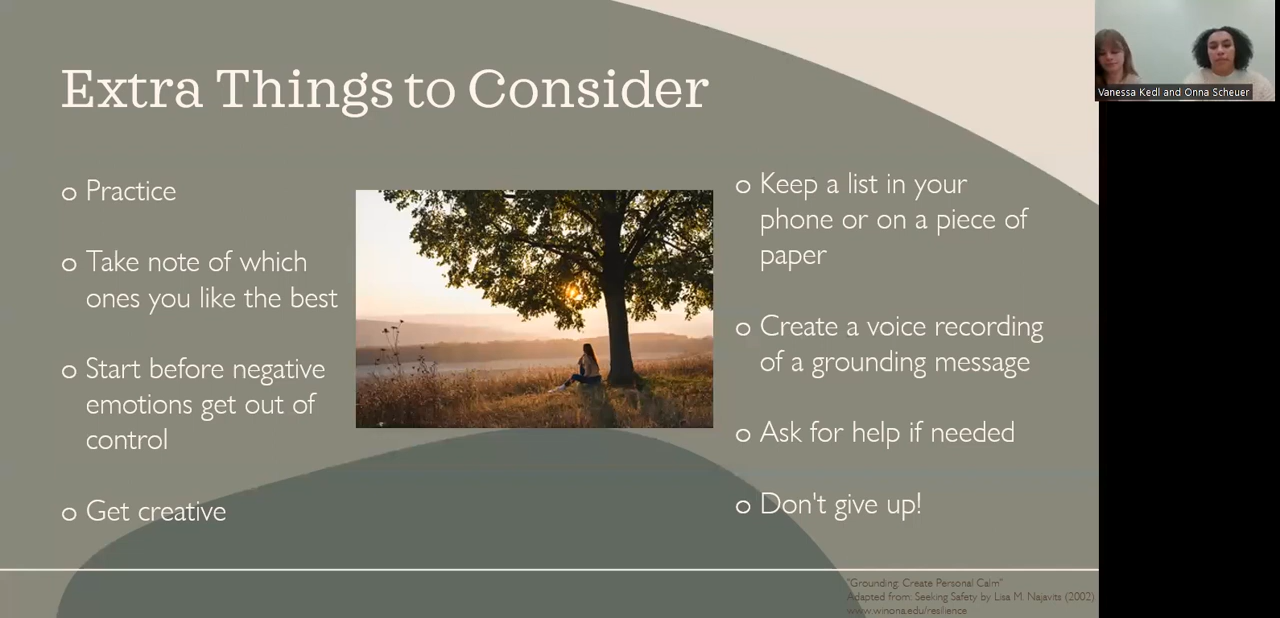 Extra Things to Consider
o Practice
o Take note of which
ones you like the best
o Start before negative
emotions get out of
control
o Get creative
o Keep a list in your
phone or on a piece of
paper
o Create a voice recording
of a grounding message
o Ask for help if needed
o Don't give up!
"Grounding: Create Personal Calm"
Adapted from: Seeking Safety by Lisa M. Najavits (2002)
www.winona.edu/resilience
Vanessa Kedl and Onna Scheuer